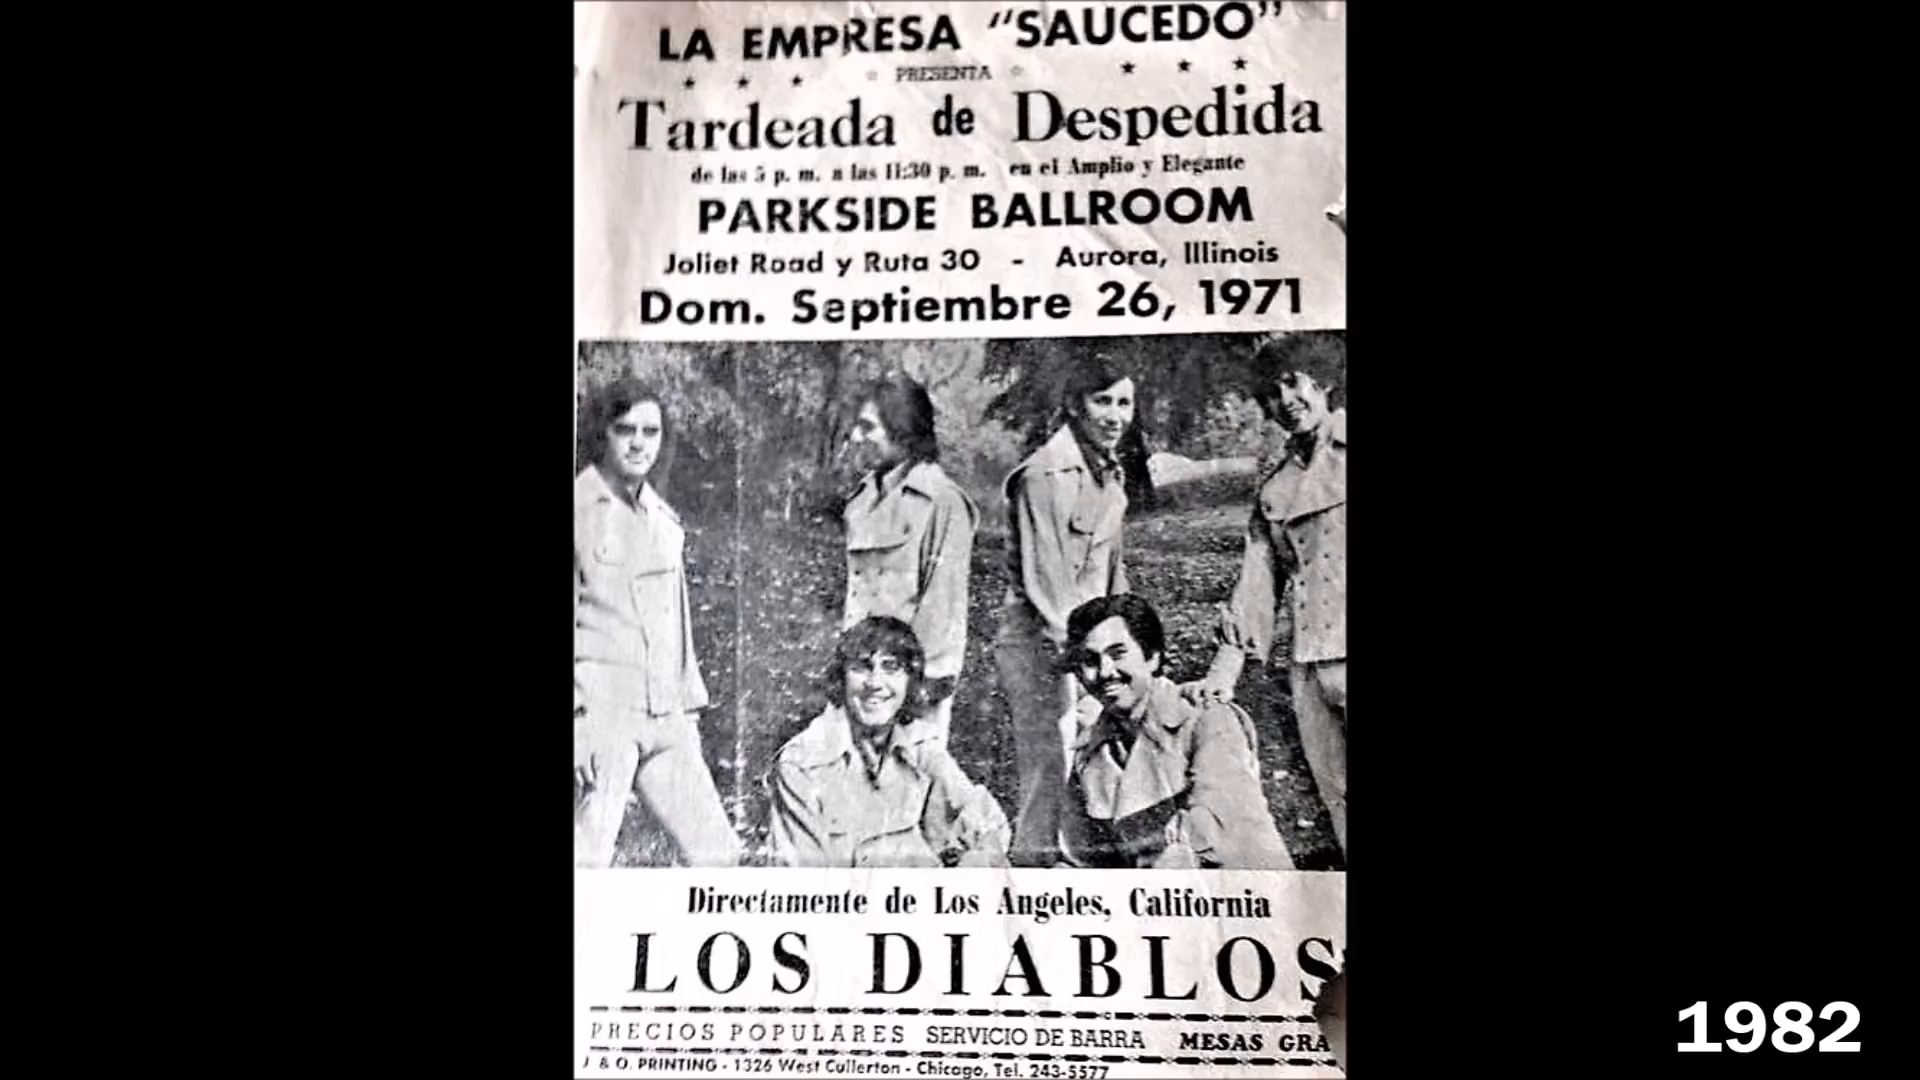 LA EMPRESA "SAUCEDO"
PRESENTA
Tardeada de Despedida
de las 5 p. m. a las 11:30 p. m. en el Amplio y Elegante
PARKSIDE BALLROOM
Joliet Road y Ruta 30 - Aurora, Illinois
Dom. Septiembre 26, 1971
Directamente de Los Angeles, California
LOS DIABLOS
PRECIOS POPULARES SERVICIO DE BARRA MESAS GRA
J & O. PRINTING - 1326 West Cullerton - Chicago, Tel. 243-5577
1982